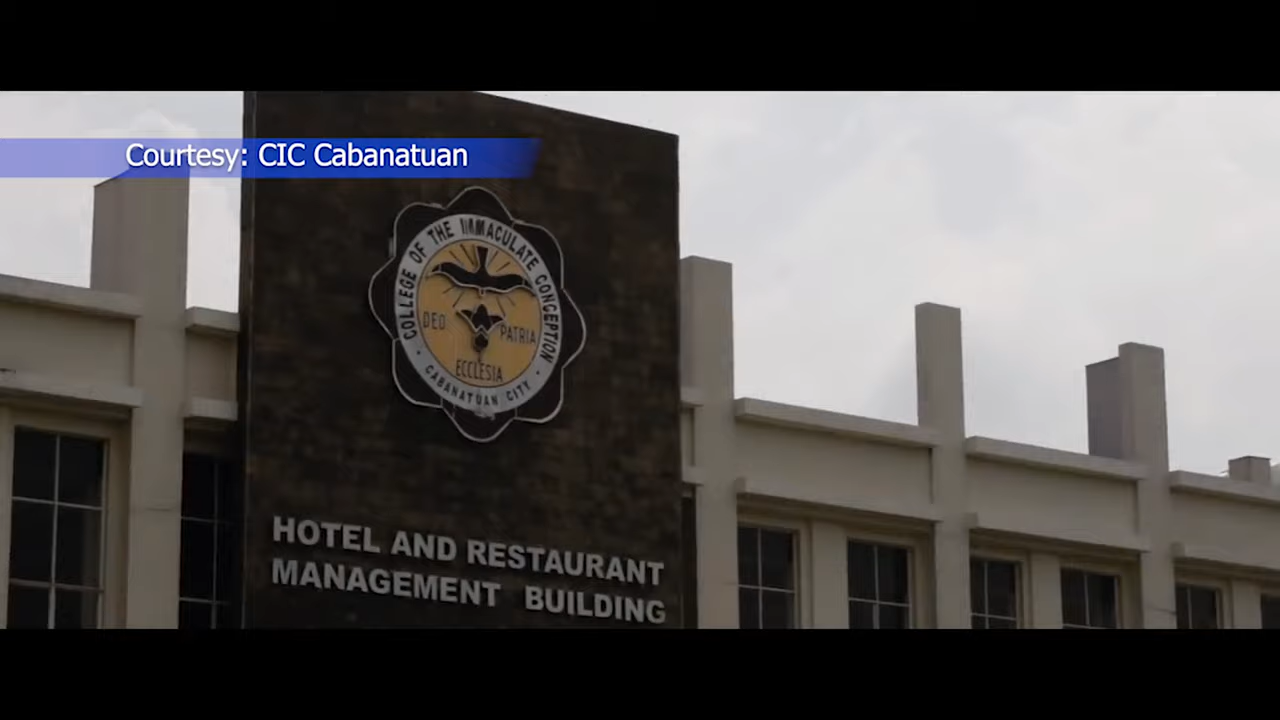 Courtesy: CIC Cabanatuan
COLLEGE OF THE IMMACULATE CONCEPTION
DEO
PATRIA
ECCLESIA
· CABANATUAN CITY ·
HOTEL AND RESTAURANT
MANAGEMENT BUILDING